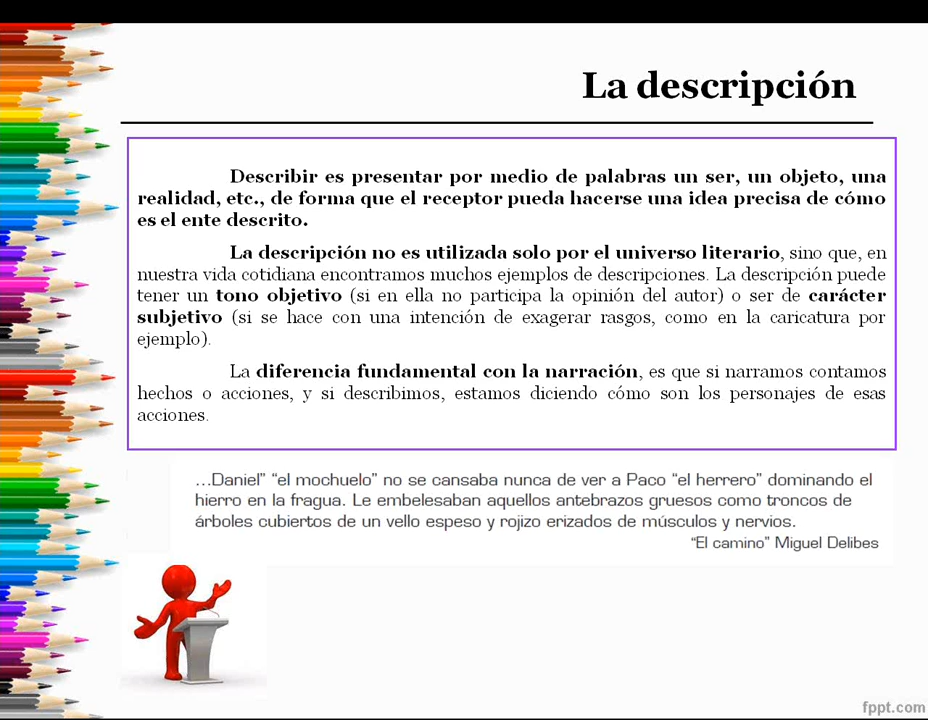 La descripción
Describir es presentar por medio de palabras un ser, un objeto, una
realidad, etc., de forma que el receptor pueda hacerse una idea precisa de cómo
es el ente descrito.
La descripción no es utilizada solo por el universo literario, sino que, en
nuestra vida cotidiana encontramos muchos ejemplos de descripciones. La descripción puede
tener un tono objetivo (si en ella no participa la opinión del autor) o ser de carácter
subjetivo (si se hace con una intención de exagerar rasgos, como en la caricatura por
ejemplo).
La diferencia fundamental con la narración, es que si narramos contamos
hechos o acciones, y si describimos, estamos diciendo cómo son los personajes de esas
acciones.
...Daniel” “el mochuelo” no se cansaba nunca de ver a Paco “el herrero” dominando el
hierro en la fragua. Le embelesaban aquellos antebrazos gruesos como troncos de
árboles cubiertos de un vello espeso y rojizo erizados de músculos y nervios.
“El camino” Miguel Delibes
fppt.com